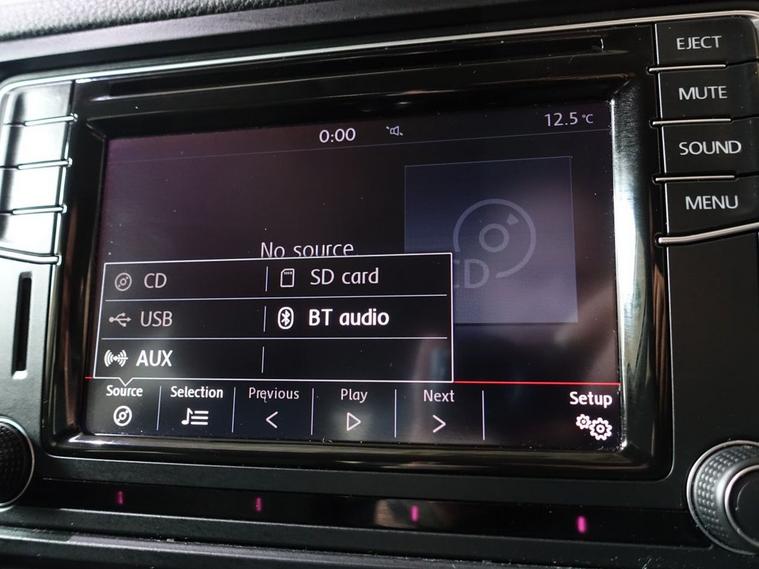 EJECT
MUTE
SOUND
MENU
0:00
12.5 °C
No source.
CD
CD
SD card
USB
BT audio
AUX
Source
Selection
Previous
Play
Next
Setup